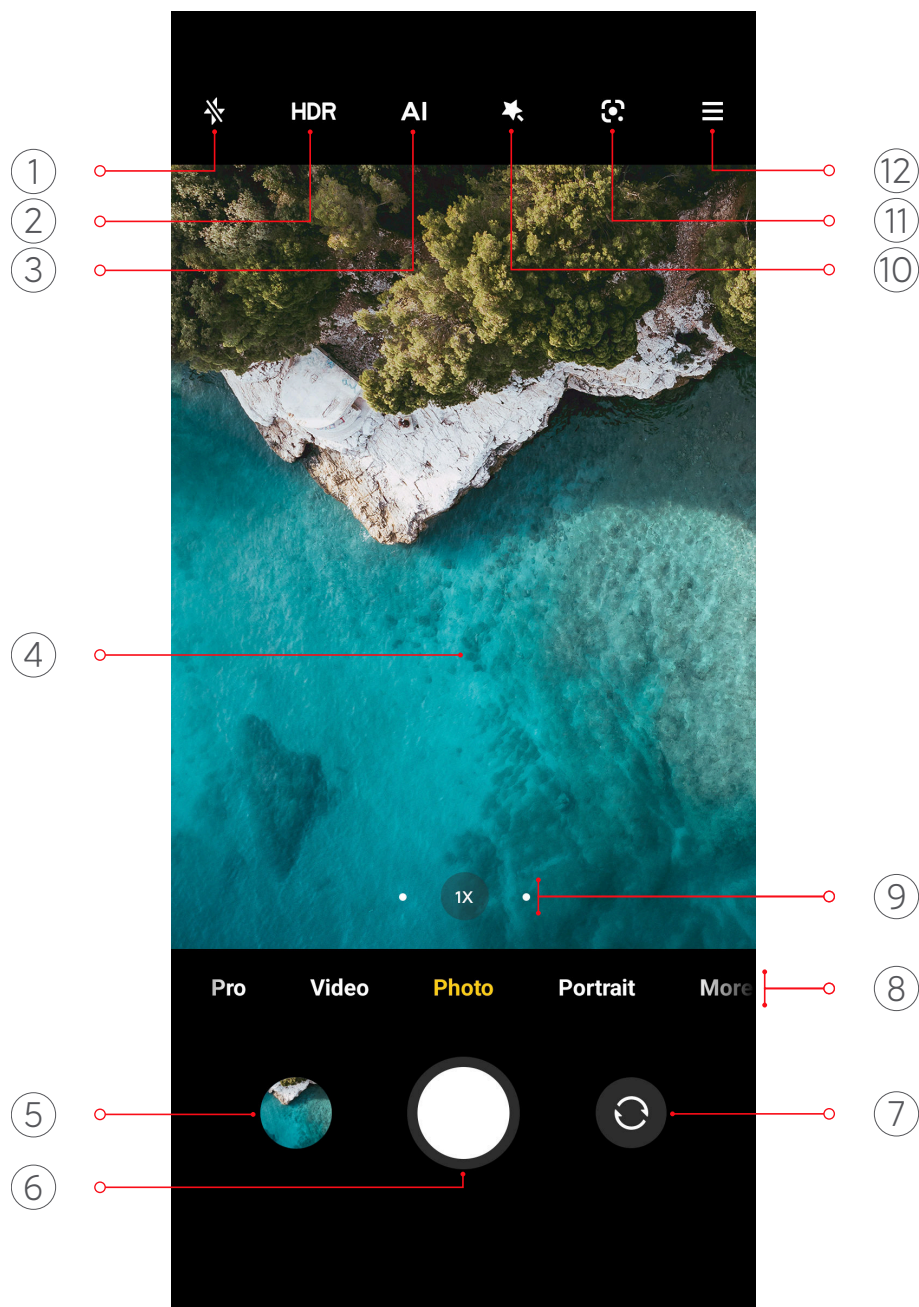 HDR AI
① ⑫
② ⑪
③ ⑩
④
1X ⑨
Pro Video Photo Portrait More ⑧
⑤ ⑦
⑥